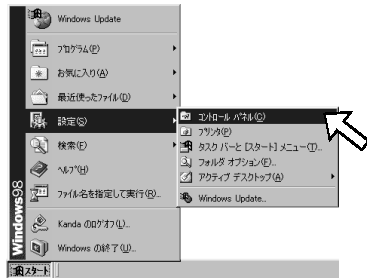 Windows Update
プログラム(P)
お気に入り(A)
最近使ったファイル(D)
設定(S)
検索(F)
ヘルプ(H)
ファイル名を指定して実行(R)...
Kanda のログオフ(L)...
Windows の終了(U)...
コントロール パネル(C)
プリンタ(P)
タスク バーと [スタート] メニュー(T)...
フォルダ オプション(F)...
アクティブ デスクトップ(A)
Windows Update...
Windows98
スタート